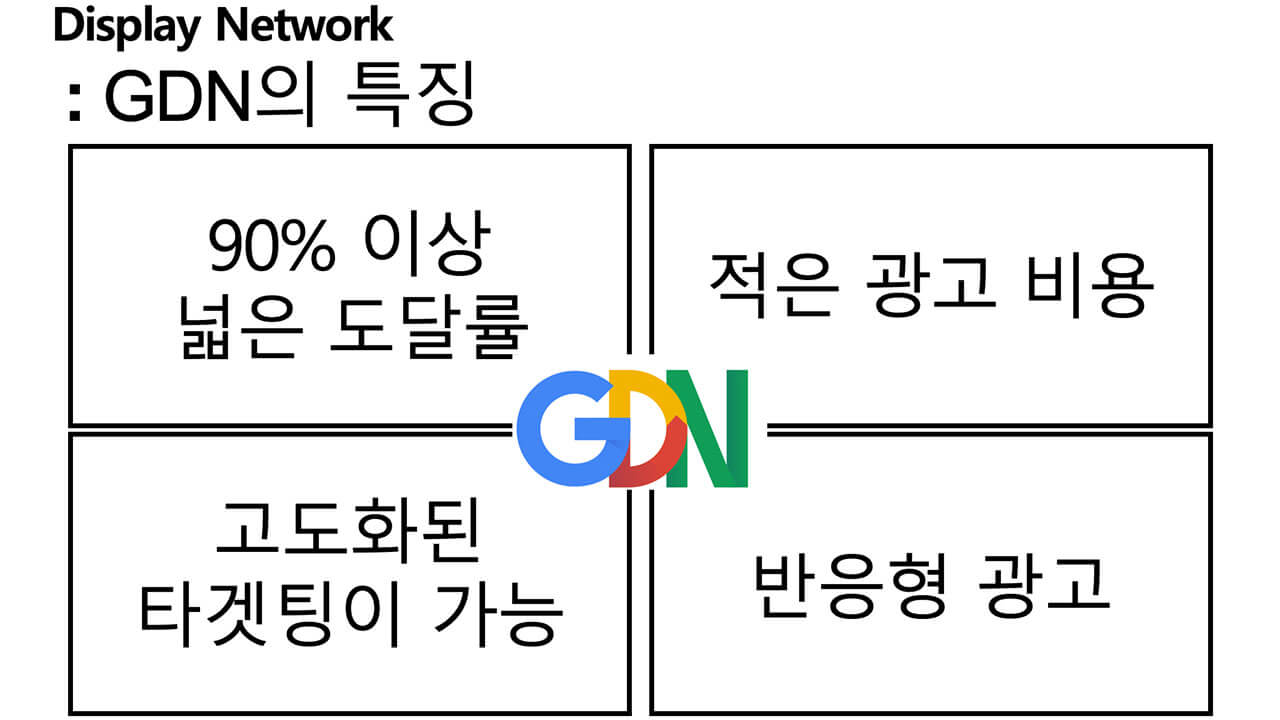 Display Network
: GDN의 특징
90% 이상
넓은 도달률
적은 광고 비용
GDN
고도화된
타겟팅이 가능
반응형 광고